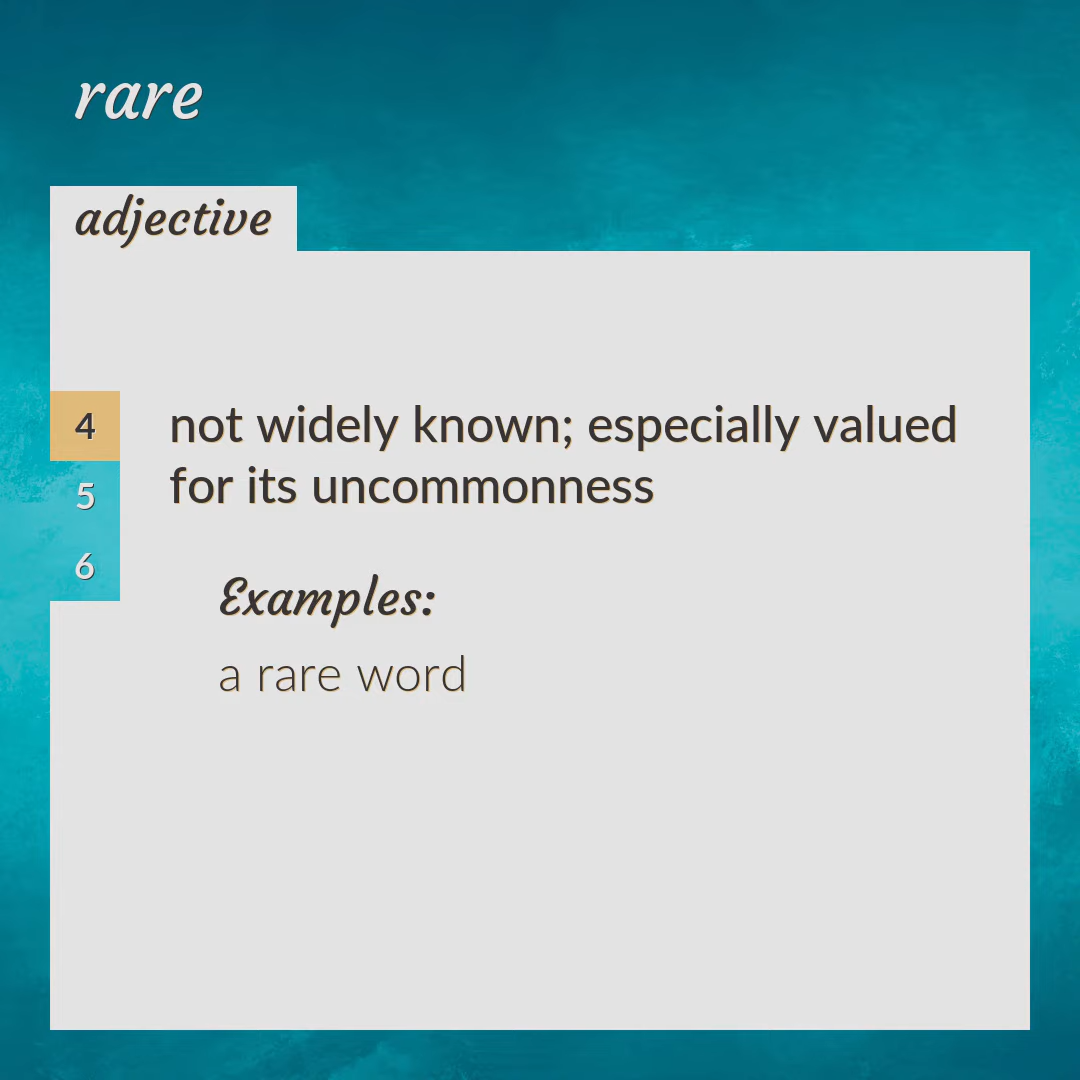 rare
adjective
4
not widely known; especially valued
for its uncommonness
5
6
Examples:
a rare word